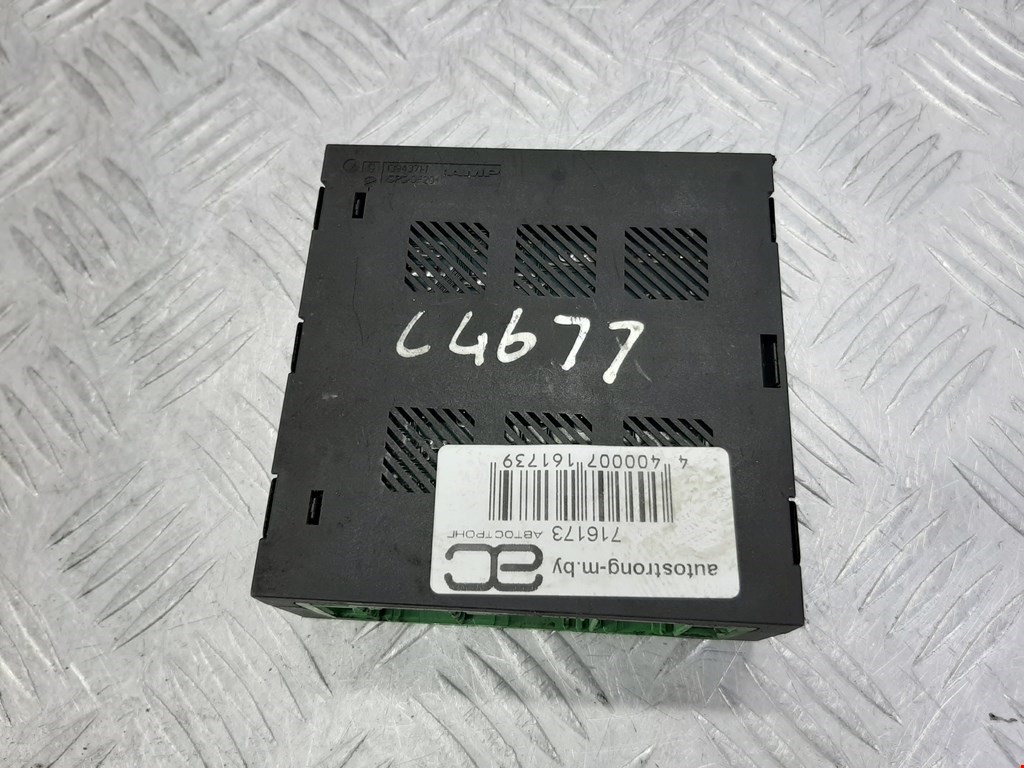 AMP
L4677
autostrong-m.by
716173 АВТОСТРОНГ
4 400007 161739